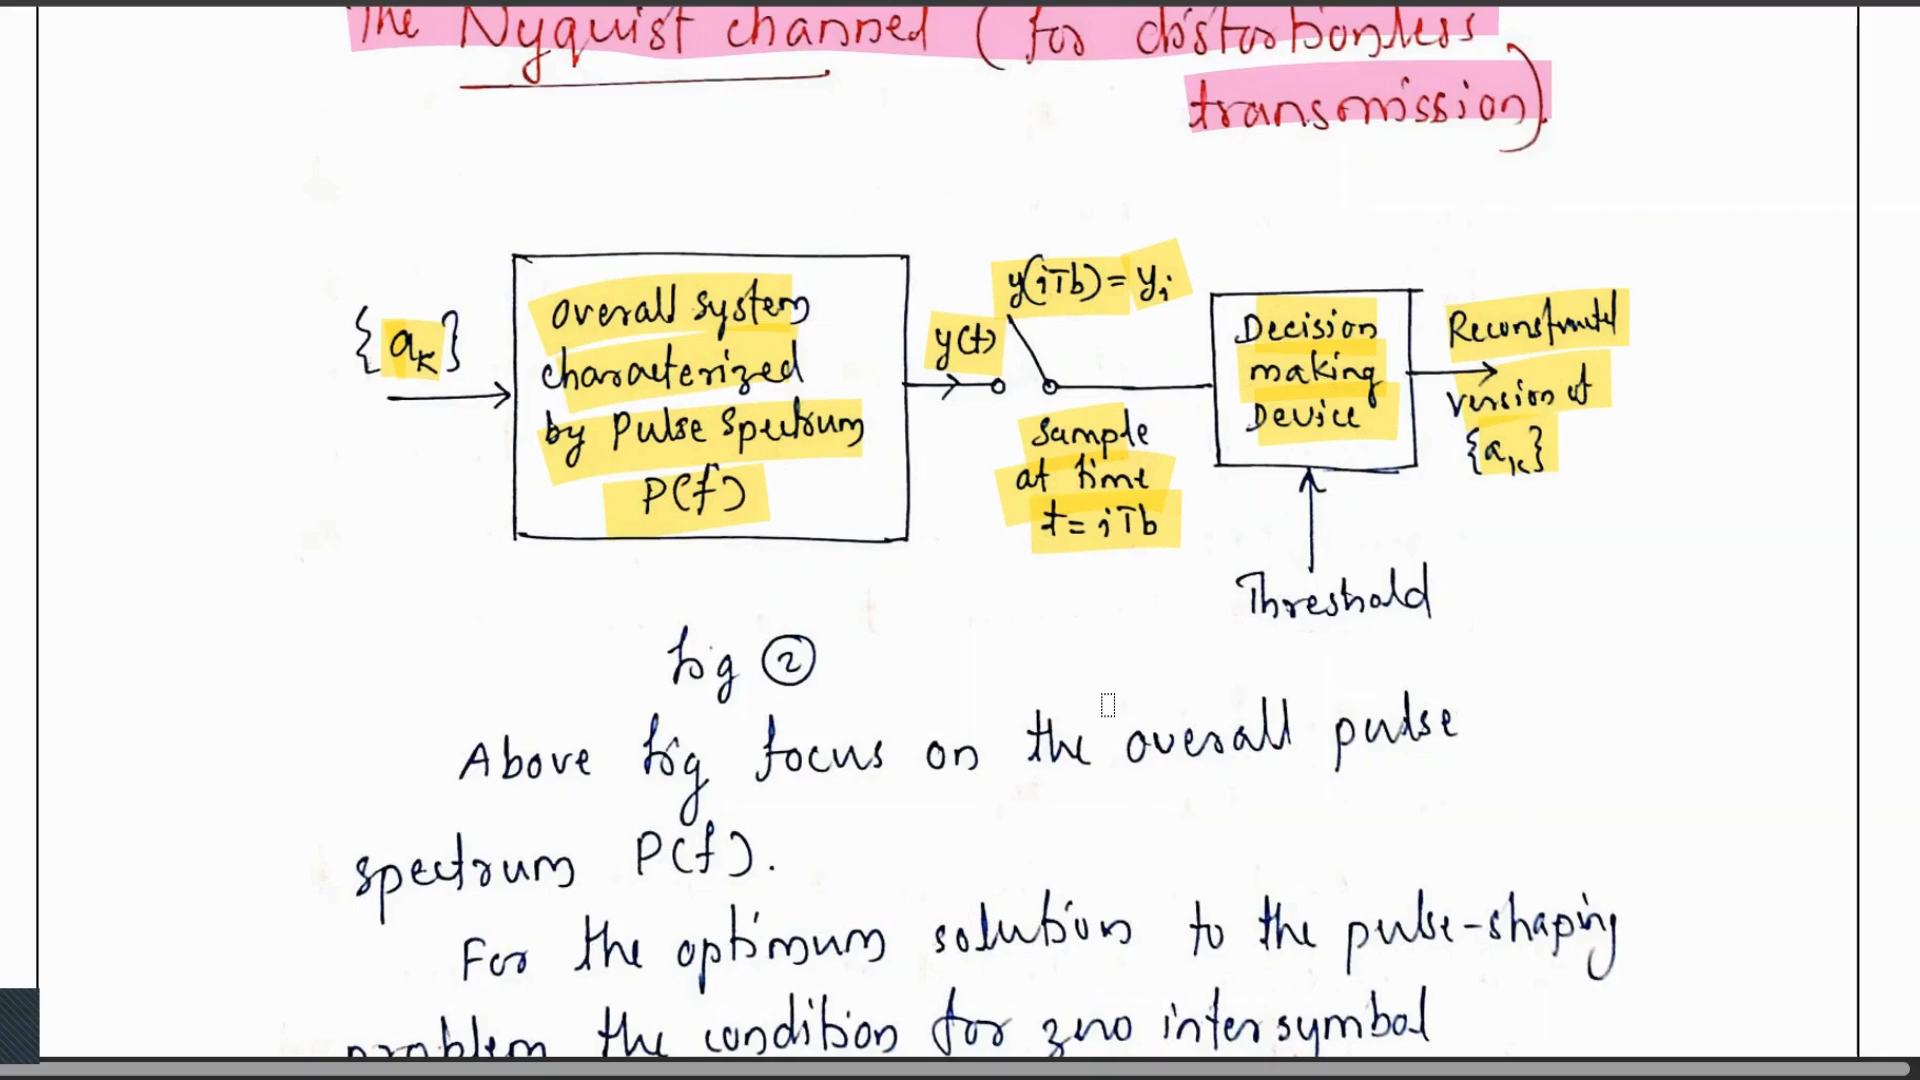 The Nyquist channel (for distortionless
transmission)
{aₖ}
Overall system
characterized
by Pulse Spectrum
P(f)
y(t)
y(iTb) = yᵢ
Sample
at time
t = iTb
Decision
making
Device
Threshold
Reconstructed
version of
{aₖ}
fig ②
Above fig focus on the overall pulse
spectrum P(f).
For the optimum solution to the pulse-shaping
problem the condition for zero intersymbol